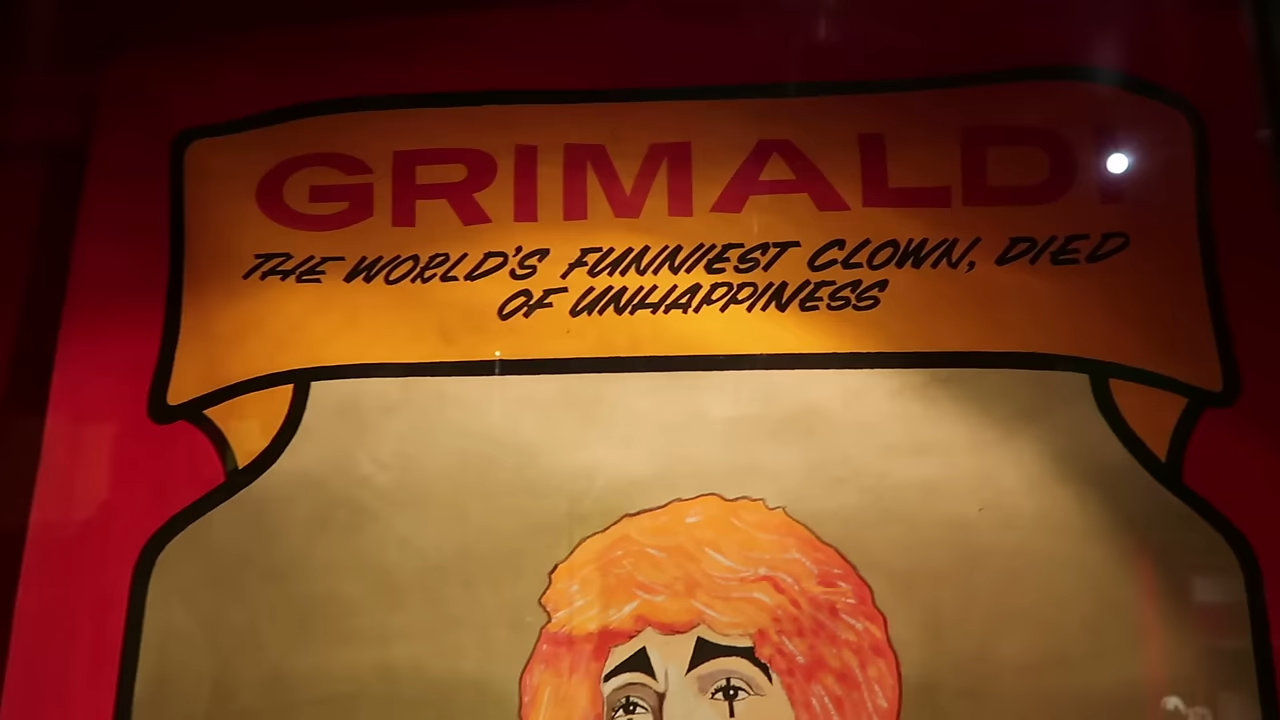 GRIMALDI
THE WORLD'S FUNNIEST CLOWN, DIED
OF UNHAPPINESS